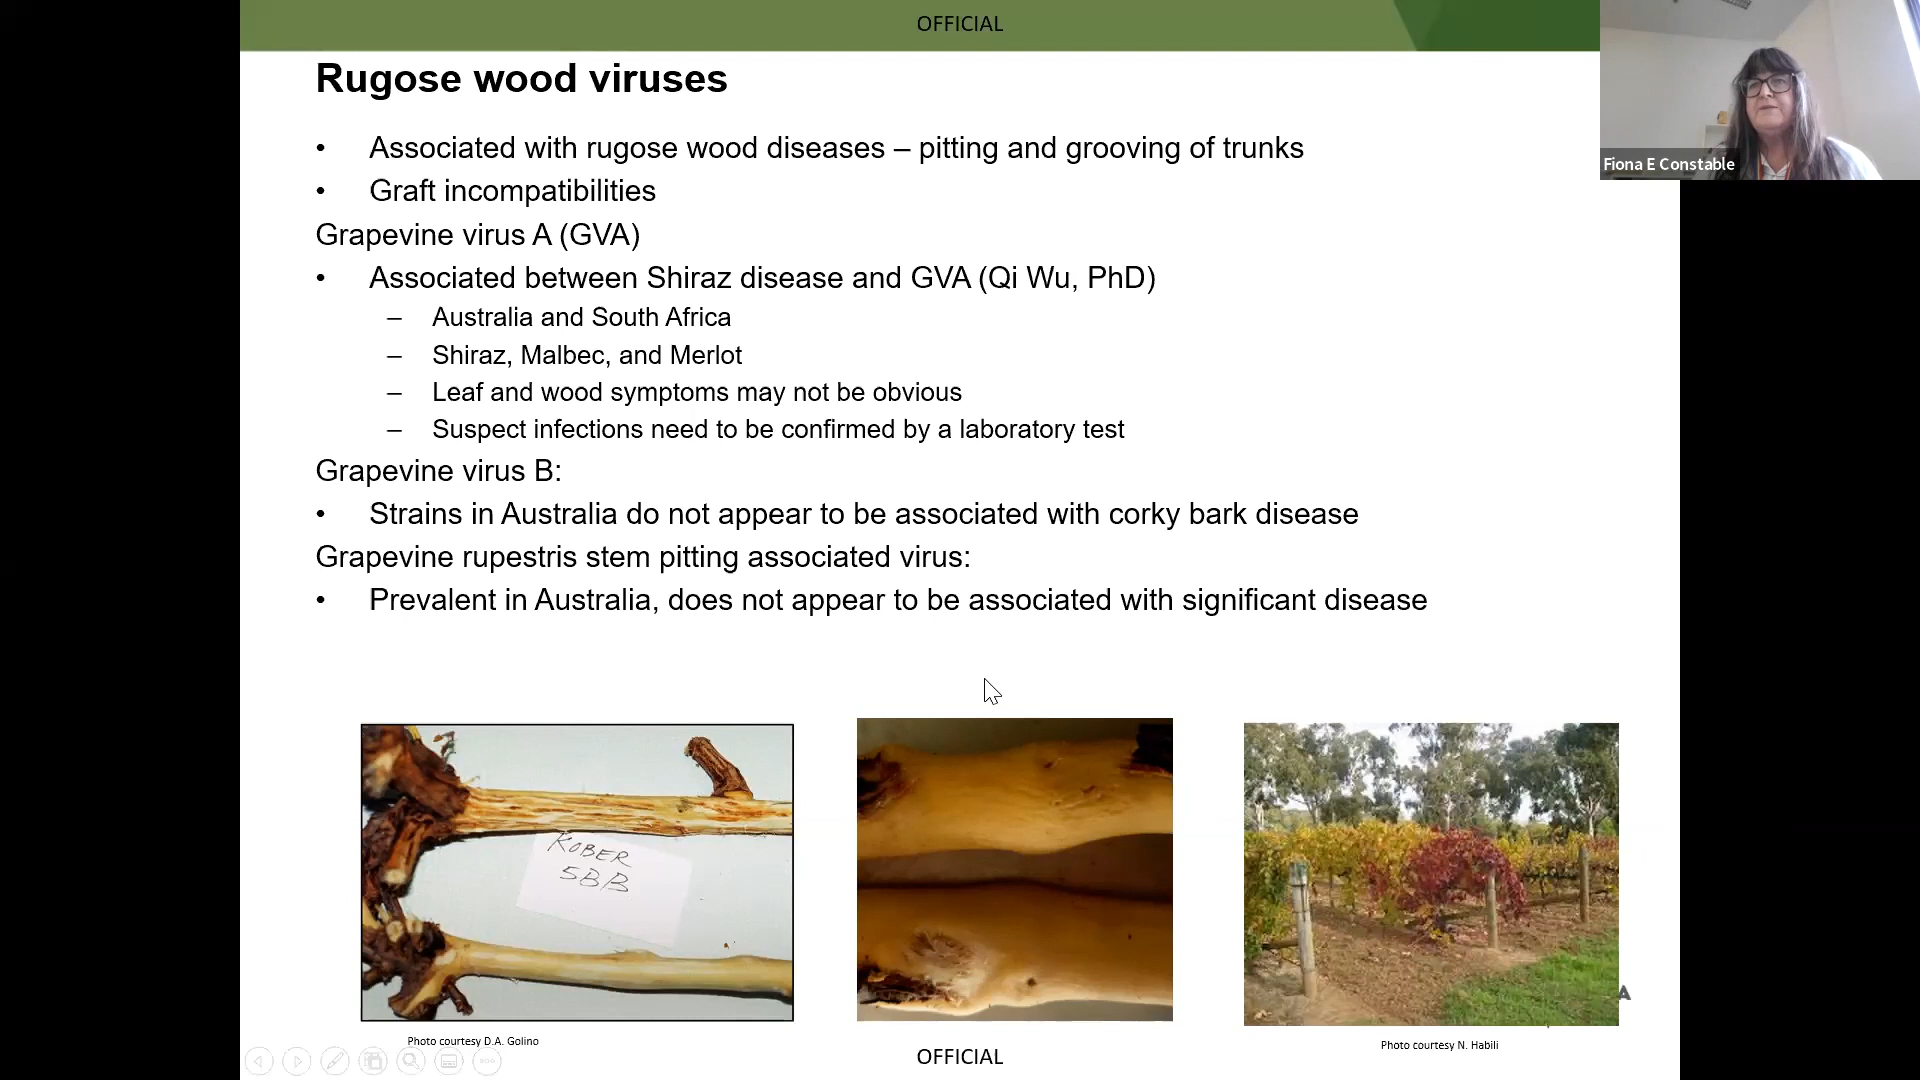 OFFICIAL
Rugose wood viruses
Fiona E Constable
• Associated with rugose wood diseases – pitting and grooving of trunks
• Graft incompatibilities
Grapevine virus A (GVA)
• Associated between Shiraz disease and GVA (Qi Wu, PhD)
– Australia and South Africa
– Shiraz, Malbec, and Merlot
– Leaf and wood symptoms may not be obvious
– Suspect infections need to be confirmed by a laboratory test
Grapevine virus B:
• Strains in Australia do not appear to be associated with corky bark disease
Grapevine rupestris stem pitting associated virus:
• Prevalent in Australia, does not appear to be associated with significant disease
KOBER
5BB
A
Photo courtesy D.A. Golino
Photo courtesy N. Habili
OFFICIAL